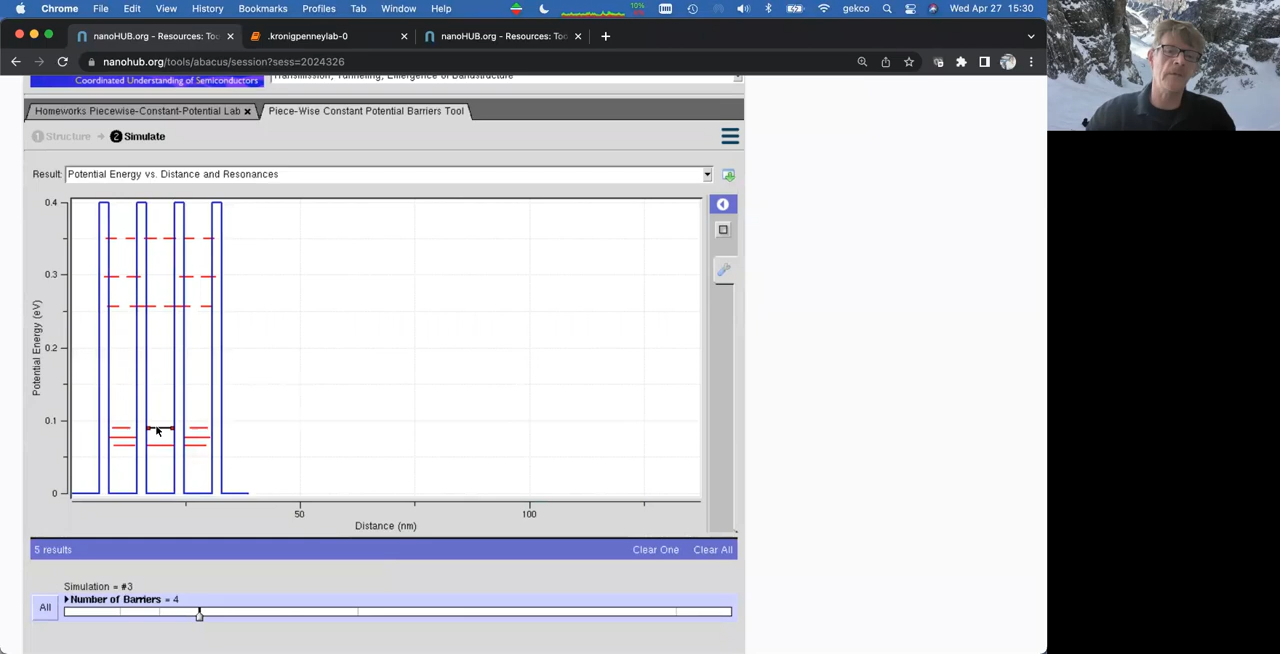 Chrome File Edit View History Bookmarks Profiles Tab Window Help 10% 62 gekco Wed Apr 27 15:30
nanoHUB.org - Resources: Too .kronigpenneylab-0 nanoHUB.org - Resources: Too
nanohub.org/tools/abacus/session?sess=2024326
Coordinated Understanding of Semiconductors Transmission, Tunneling, Emergence of Bandstructure
Homeworks Piecewise-Constant-Potential Lab Piece-Wise Constant Potential Barriers Tool
1 Structure 2 Simulate
Result: Potential Energy vs. Distance and Resonances
0.4
0.3
0.2
0.1
0
Potential Energy (eV)
50 100
Distance (nm)
5 results Clear One Clear All
Simulation = #3
All Number of Barriers = 4